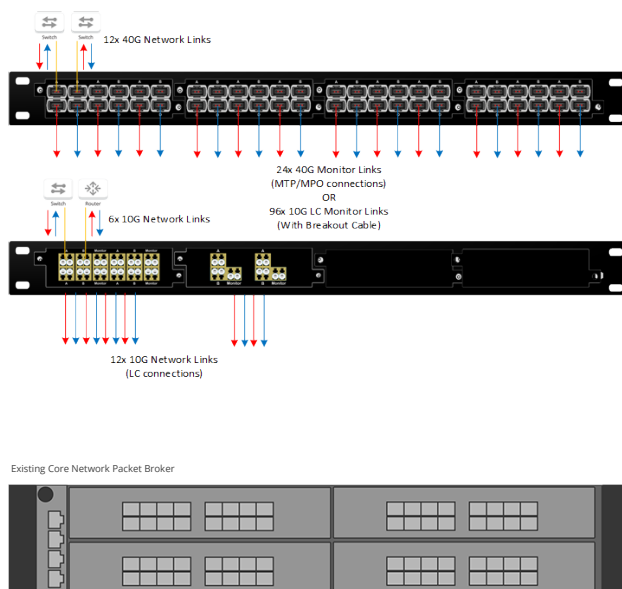 Switch
Switch
12x 40G Network Links
24x 40G Monitor Links
(MTP/MPO connections)
OR
96x 10G LC Monitor Links
(With Breakout Cable)
Switch
Router
6x 10G Network Links
A B Monitor A B Monitor
A B Monitor A B Monitor
A A
B Monitor B Monitor
12x 10G Network Links
(LC connections)
Existing Core Network Packet Broker